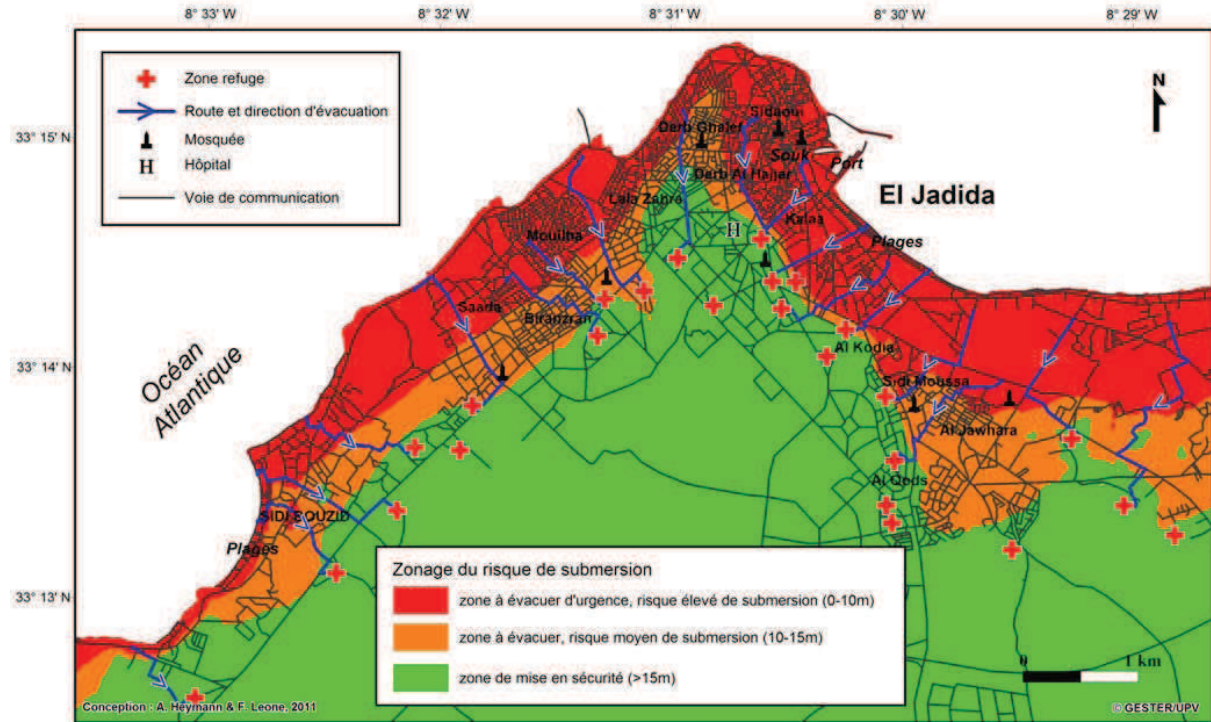 8° 33' W
8° 32' W
8° 31' W
8° 30' W
8° 29' W
Zone refuge
Route et direction d'évacuation
Mosquée
H
Hôpital
Voie de communication
N
33° 15' N
33° 14' N
33° 13' N
Sidaoui
Derb Ghalef
Souk
Port
Derb Al Hajjar
El Jadida
Lala Zahra
Kalaa
H
Mouilha
Plages
Saada
Biranzran
Al Kodia
Océan
Atlantique
Sidi Moussa
Al Jawhara
Al Qods
SIDI BOUZID
Plages
Zonage du risque de submersion
zone à évacuer d'urgence, risque élevé de submersion (0-10m)
zone à évacuer, risque moyen de submersion (10-15m)
zone de mise en sécurité (>15m)
0 1 km
Conception : A. Heymann & F. Leone, 2011
© GESTER/UPV